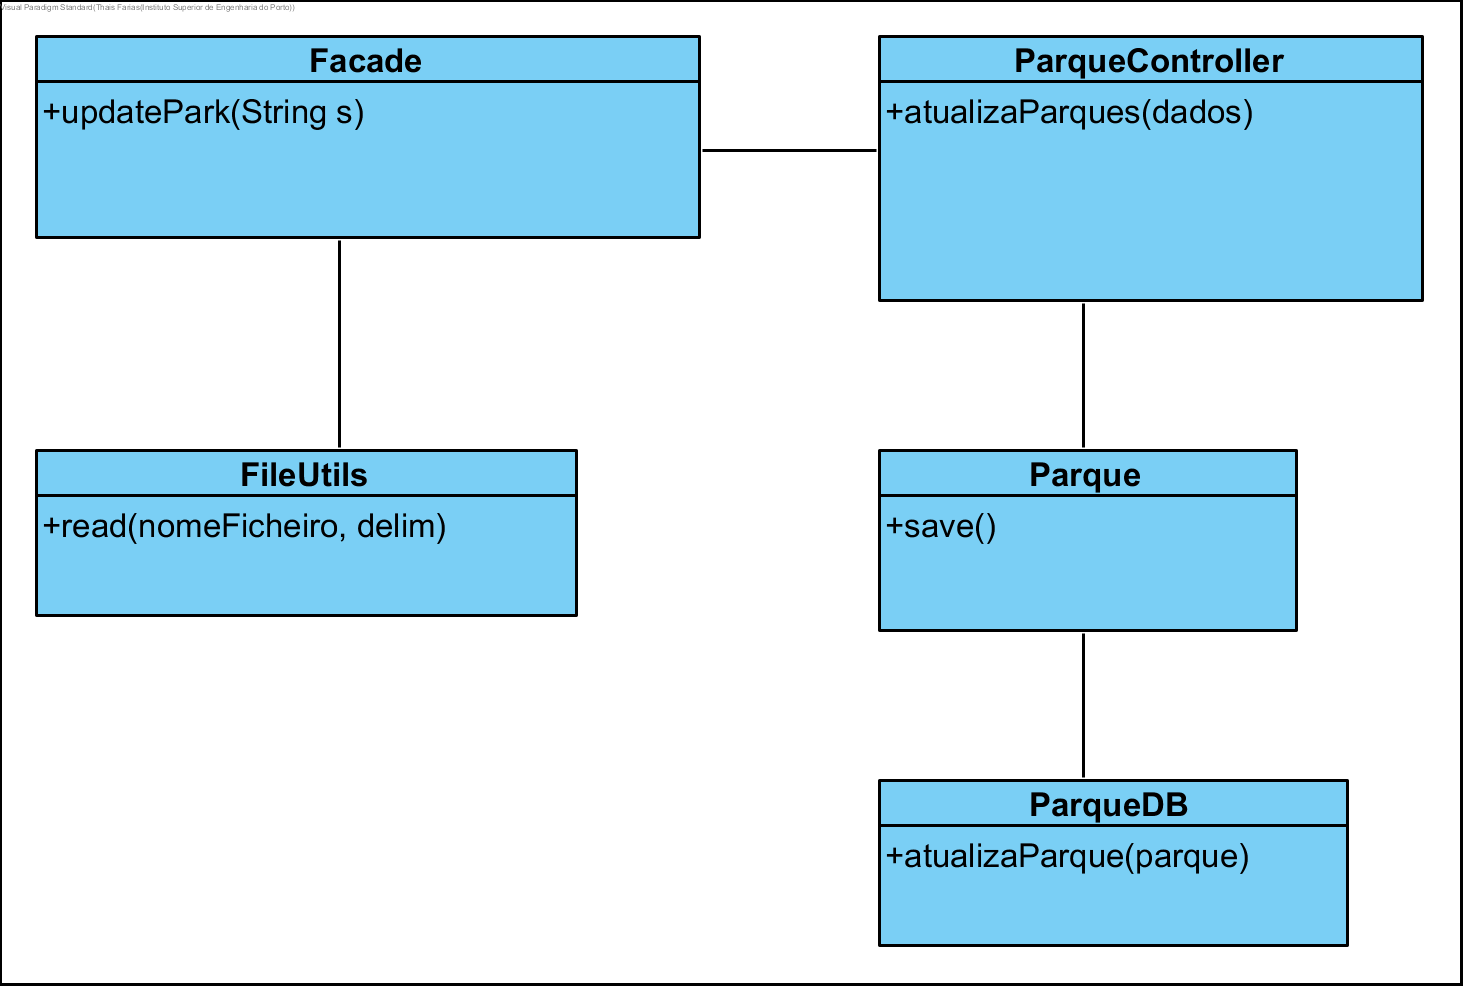 Visual Paradigm Standard(Thais Farias(Instituto Superior de Engenharia do Porto))
Facade
+updatePark(String s)
ParqueController
+atualizaParques(dados)
FileUtils
+read(nomeFicheiro, delim)
Parque
+save()
ParqueDB
+atualizaParque(parque)